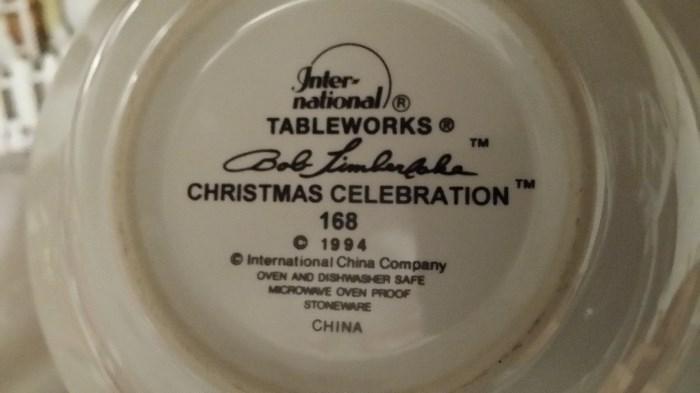 Inter-
national ®
TABLEWORKS ®
Bob Timberlake ™
CHRISTMAS CELEBRATION ™
168
© 1994
© International China Company
OVEN AND DISHWASHER SAFE
MICROWAVE OVEN PROOF
STONEWARE
CHINA